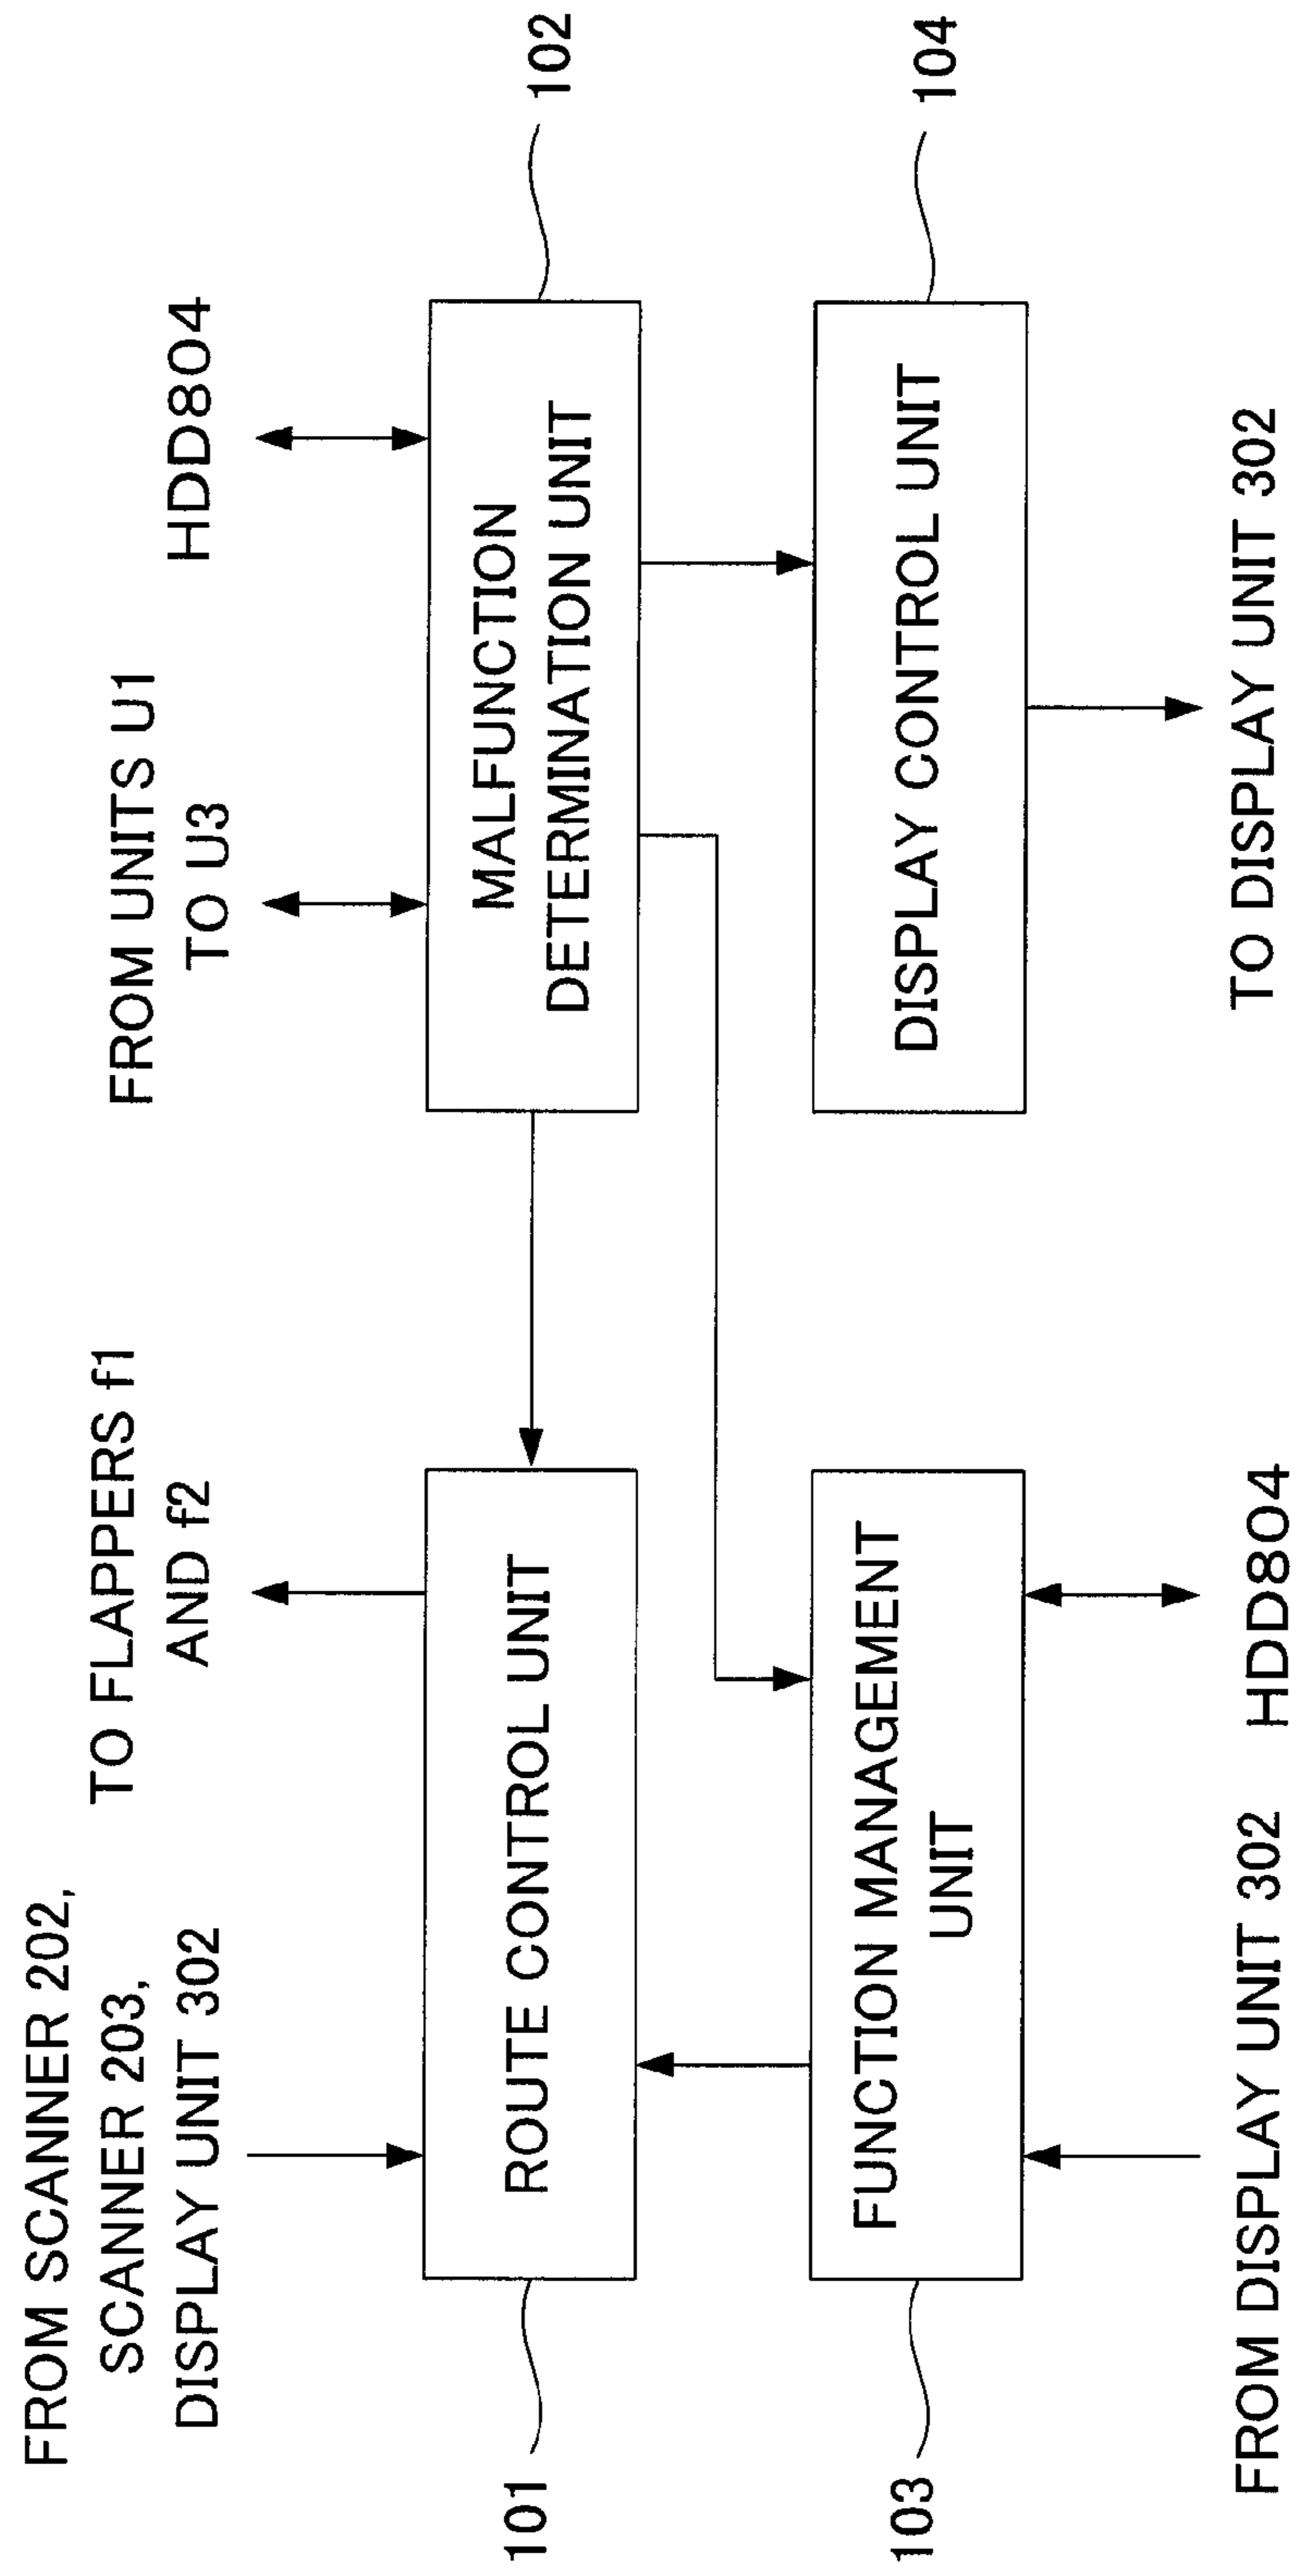 FROM SCANNER 202,
SCANNER 203,
DISPLAY UNIT 302
TO FLAPPERS f1
AND f2
FROM UNITS U1
TO U3
HDD804
101
ROUTE CONTROL UNIT
MALFUNCTION
DETERMINATION UNIT
102
103
FUNCTION MANAGEMENT
UNIT
DISPLAY CONTROL UNIT
104
FROM DISPLAY UNIT 302
HDD804
TO DISPLAY UNIT 302